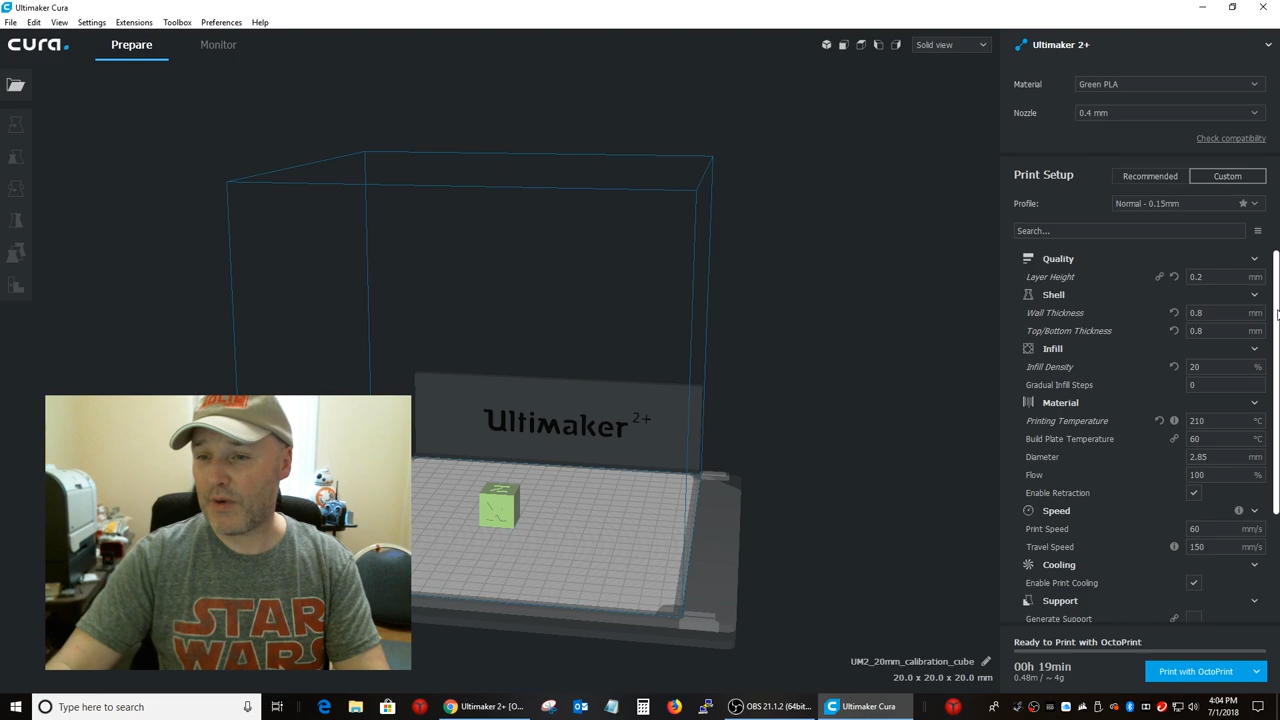 Ultimaker Cura
File Edit View Settings Extensions Toolbox Preferences Help
cura. Prepare Monitor Solid view
Ultimaker 2+
Material Green PLA
Nozzle 0.4 mm
Check compatibility
Print Setup Recommended Custom
Profile: Normal - 0.15mm
Search...
Quality
Layer Height 0.2 mm
Shell
Wall Thickness 0.8 mm
Top/Bottom Thickness 0.8 mm
Infill
Infill Density 20 %
Gradual Infill Steps 0
Material
Printing Temperature 210 °C
Build Plate Temperature 60 °C
Diameter 2.85 mm
Flow 100 %
Enable Retraction
Speed
Print Speed 60 mm/s
Travel Speed 150 mm/s
Cooling
Enable Print Cooling
Support
Generate Support
Ultimaker 2+
X
STAR
WARS
UM2_20mm_calibration_cube
20.0 x 20.0 x 20.0 mm
Ready to Print with OctoPrint
00h 19min
0.48m / ~ 4g
Print with OctoPrint
Type here to search
Ultimaker 2+ [O...
OBS 21.1.2 (64bit...
Ultimaker Cura
4:04 PM
7/1/2018